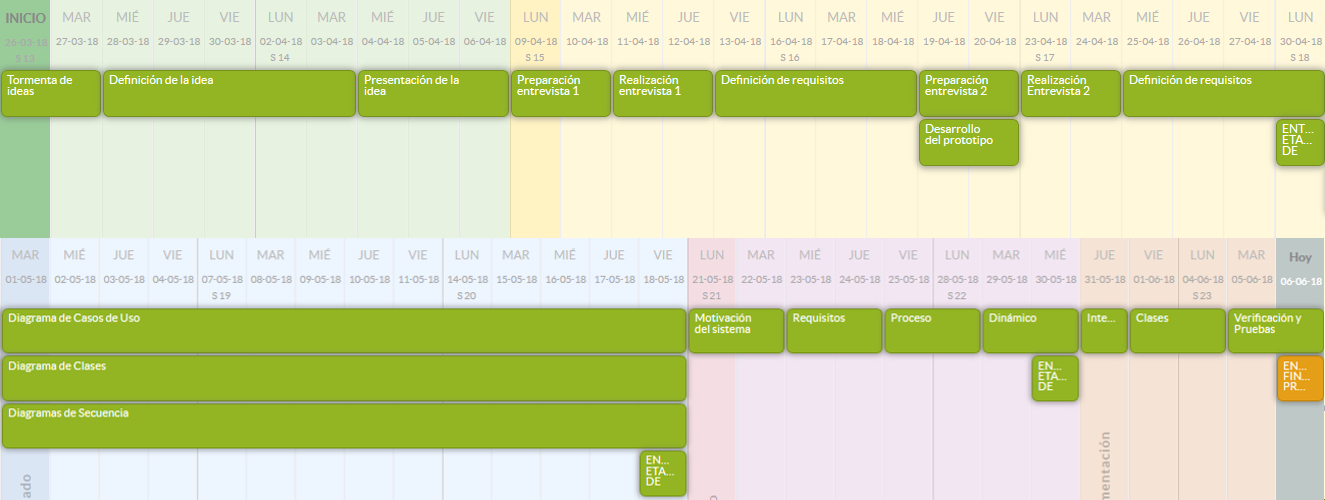 INICIO MAR MIÉ JUE VIE LUN MAR MIÉ JUE VIE LUN MAR MIÉ JUE VIE LUN MAR MIÉ JUE VIE LUN MAR MIÉ JUE VIE LUN
26-03-18 27-03-18 28-03-18 29-03-18 30-03-18 02-04-18 03-04-18 04-04-18 05-04-18 06-04-18 09-04-18 10-04-18 11-04-18 12-04-18 13-04-18 16-04-18 17-04-18 18-04-18 19-04-18 20-04-18 23-04-18 24-04-18 25-04-18 26-04-18 27-04-18 30-04-18
S 13 S 14 S 15 S 16 S 17 S 18
Tormenta de
ideas
Definición de la idea
Presentación de la
idea
Preparación
entrevista 1
Realización
entrevista 1
Definición de requisitos
Preparación
entrevista 2
Realización
Entrevista 2
Definición de requisitos
Desarrollo
del prototipo
ENT...
ETA...
DE
MAR MIÉ JUE VIE LUN MAR MIÉ JUE VIE LUN MAR MIÉ JUE VIE LUN MAR MIÉ JUE VIE LUN MAR MIÉ JUE VIE LUN MAR Hoy
01-05-18 02-05-18 03-05-18 04-05-18 07-05-18 08-05-18 09-05-18 10-05-18 11-05-18 14-05-18 15-05-18 16-05-18 17-05-18 18-05-18 21-05-18 22-05-18 23-05-18 24-05-18 25-05-18 28-05-18 29-05-18 30-05-18 31-05-18 01-06-18 04-06-18 05-06-18 06-06-18
S 19 S 20 S 21 S 22 S 23
Diagrama de Casos de Uso
Motivación
del sistema
Requisitos
Proceso
Dinámico
Inte...
Clases
Verificación y
Pruebas
Diagrama de Clases
EN...
ETA...
DE
EN...
FIN...
PR...
Diagramas de Secuencia
EN...
ETA...
DE
ado
o
mentación